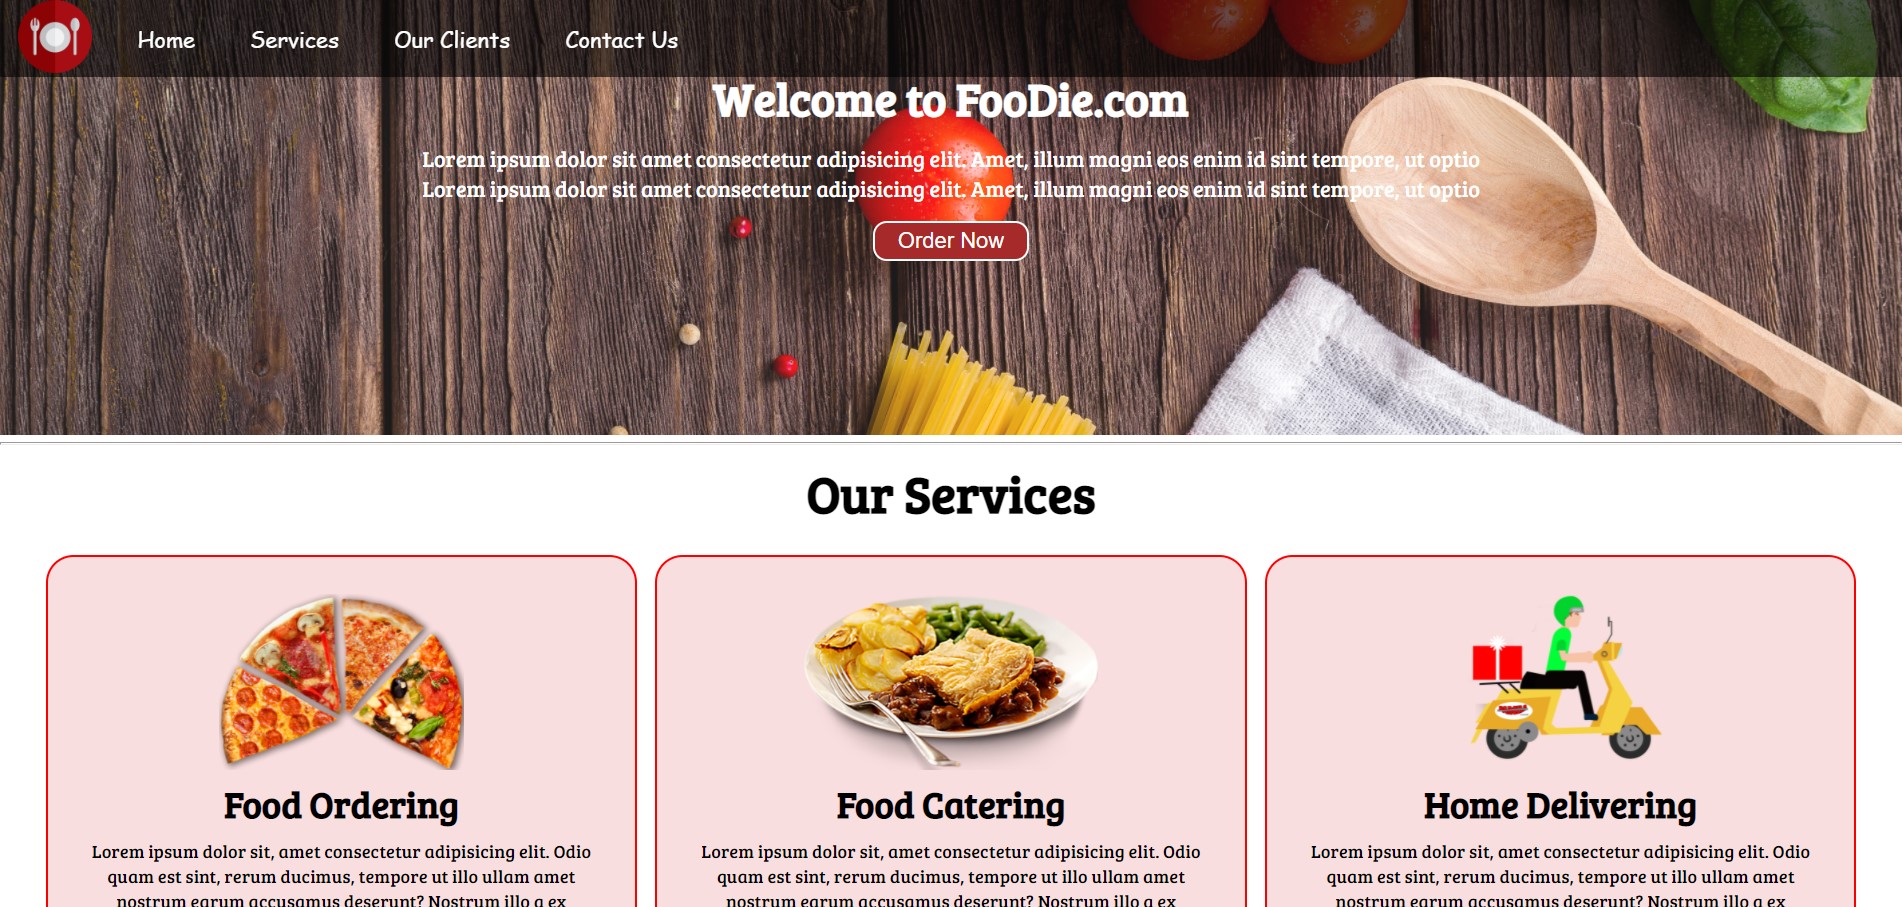 Home Services Our Clients Contact Us
Welcome to FooDie.com
Lorem ipsum dolor sit amet consectetur adipisicing elit. Amet, illum magni eos enim id sint tempore, ut optio
Lorem ipsum dolor sit amet consectetur adipisicing elit. Amet, illum magni eos enim id sint tempore, ut optio
Order Now
Our Services
Food Ordering
Lorem ipsum dolor sit, amet consectetur adipisicing elit. Odio
quam est sint, rerum ducimus, tempore ut illo ullam amet
nostrum earum accusamus deserunt? Nostrum illo a ex
Food Catering
Lorem ipsum dolor sit, amet consectetur adipisicing elit. Odio
quam est sint, rerum ducimus, tempore ut illo ullam amet
nostrum earum accusamus deserunt? Nostrum illo a ex
Home Delivering
Lorem ipsum dolor sit, amet consectetur adipisicing elit. Odio
quam est sint, rerum ducimus, tempore ut illo ullam amet
nostrum earum accusamus deserunt? Nostrum illo a ex